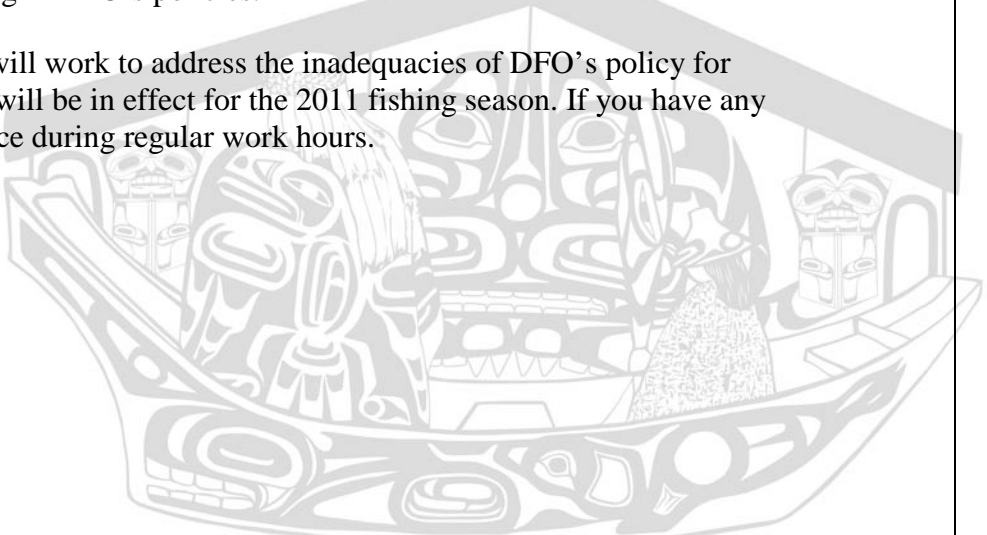 will work to address the inadequacies of DFO’s policy for
will be in effect for the 2011 fishing season. If you have any
ce during regular work hours.